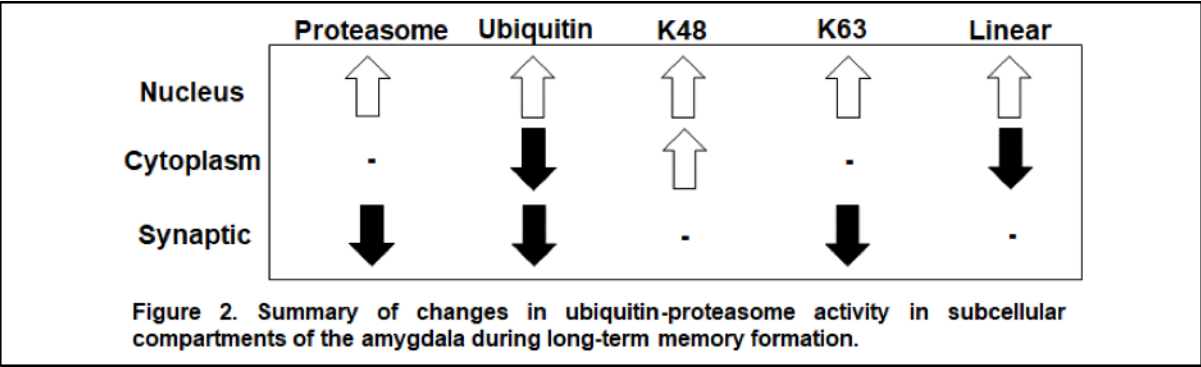 Proteasome Ubiquitin K48 K63 Linear
Nucleus
Cytoplasm - -
Synaptic - -
Figure 2. Summary of changes in ubiquitin-proteasome activity in subcellular
compartments of the amygdala during long-term memory formation.